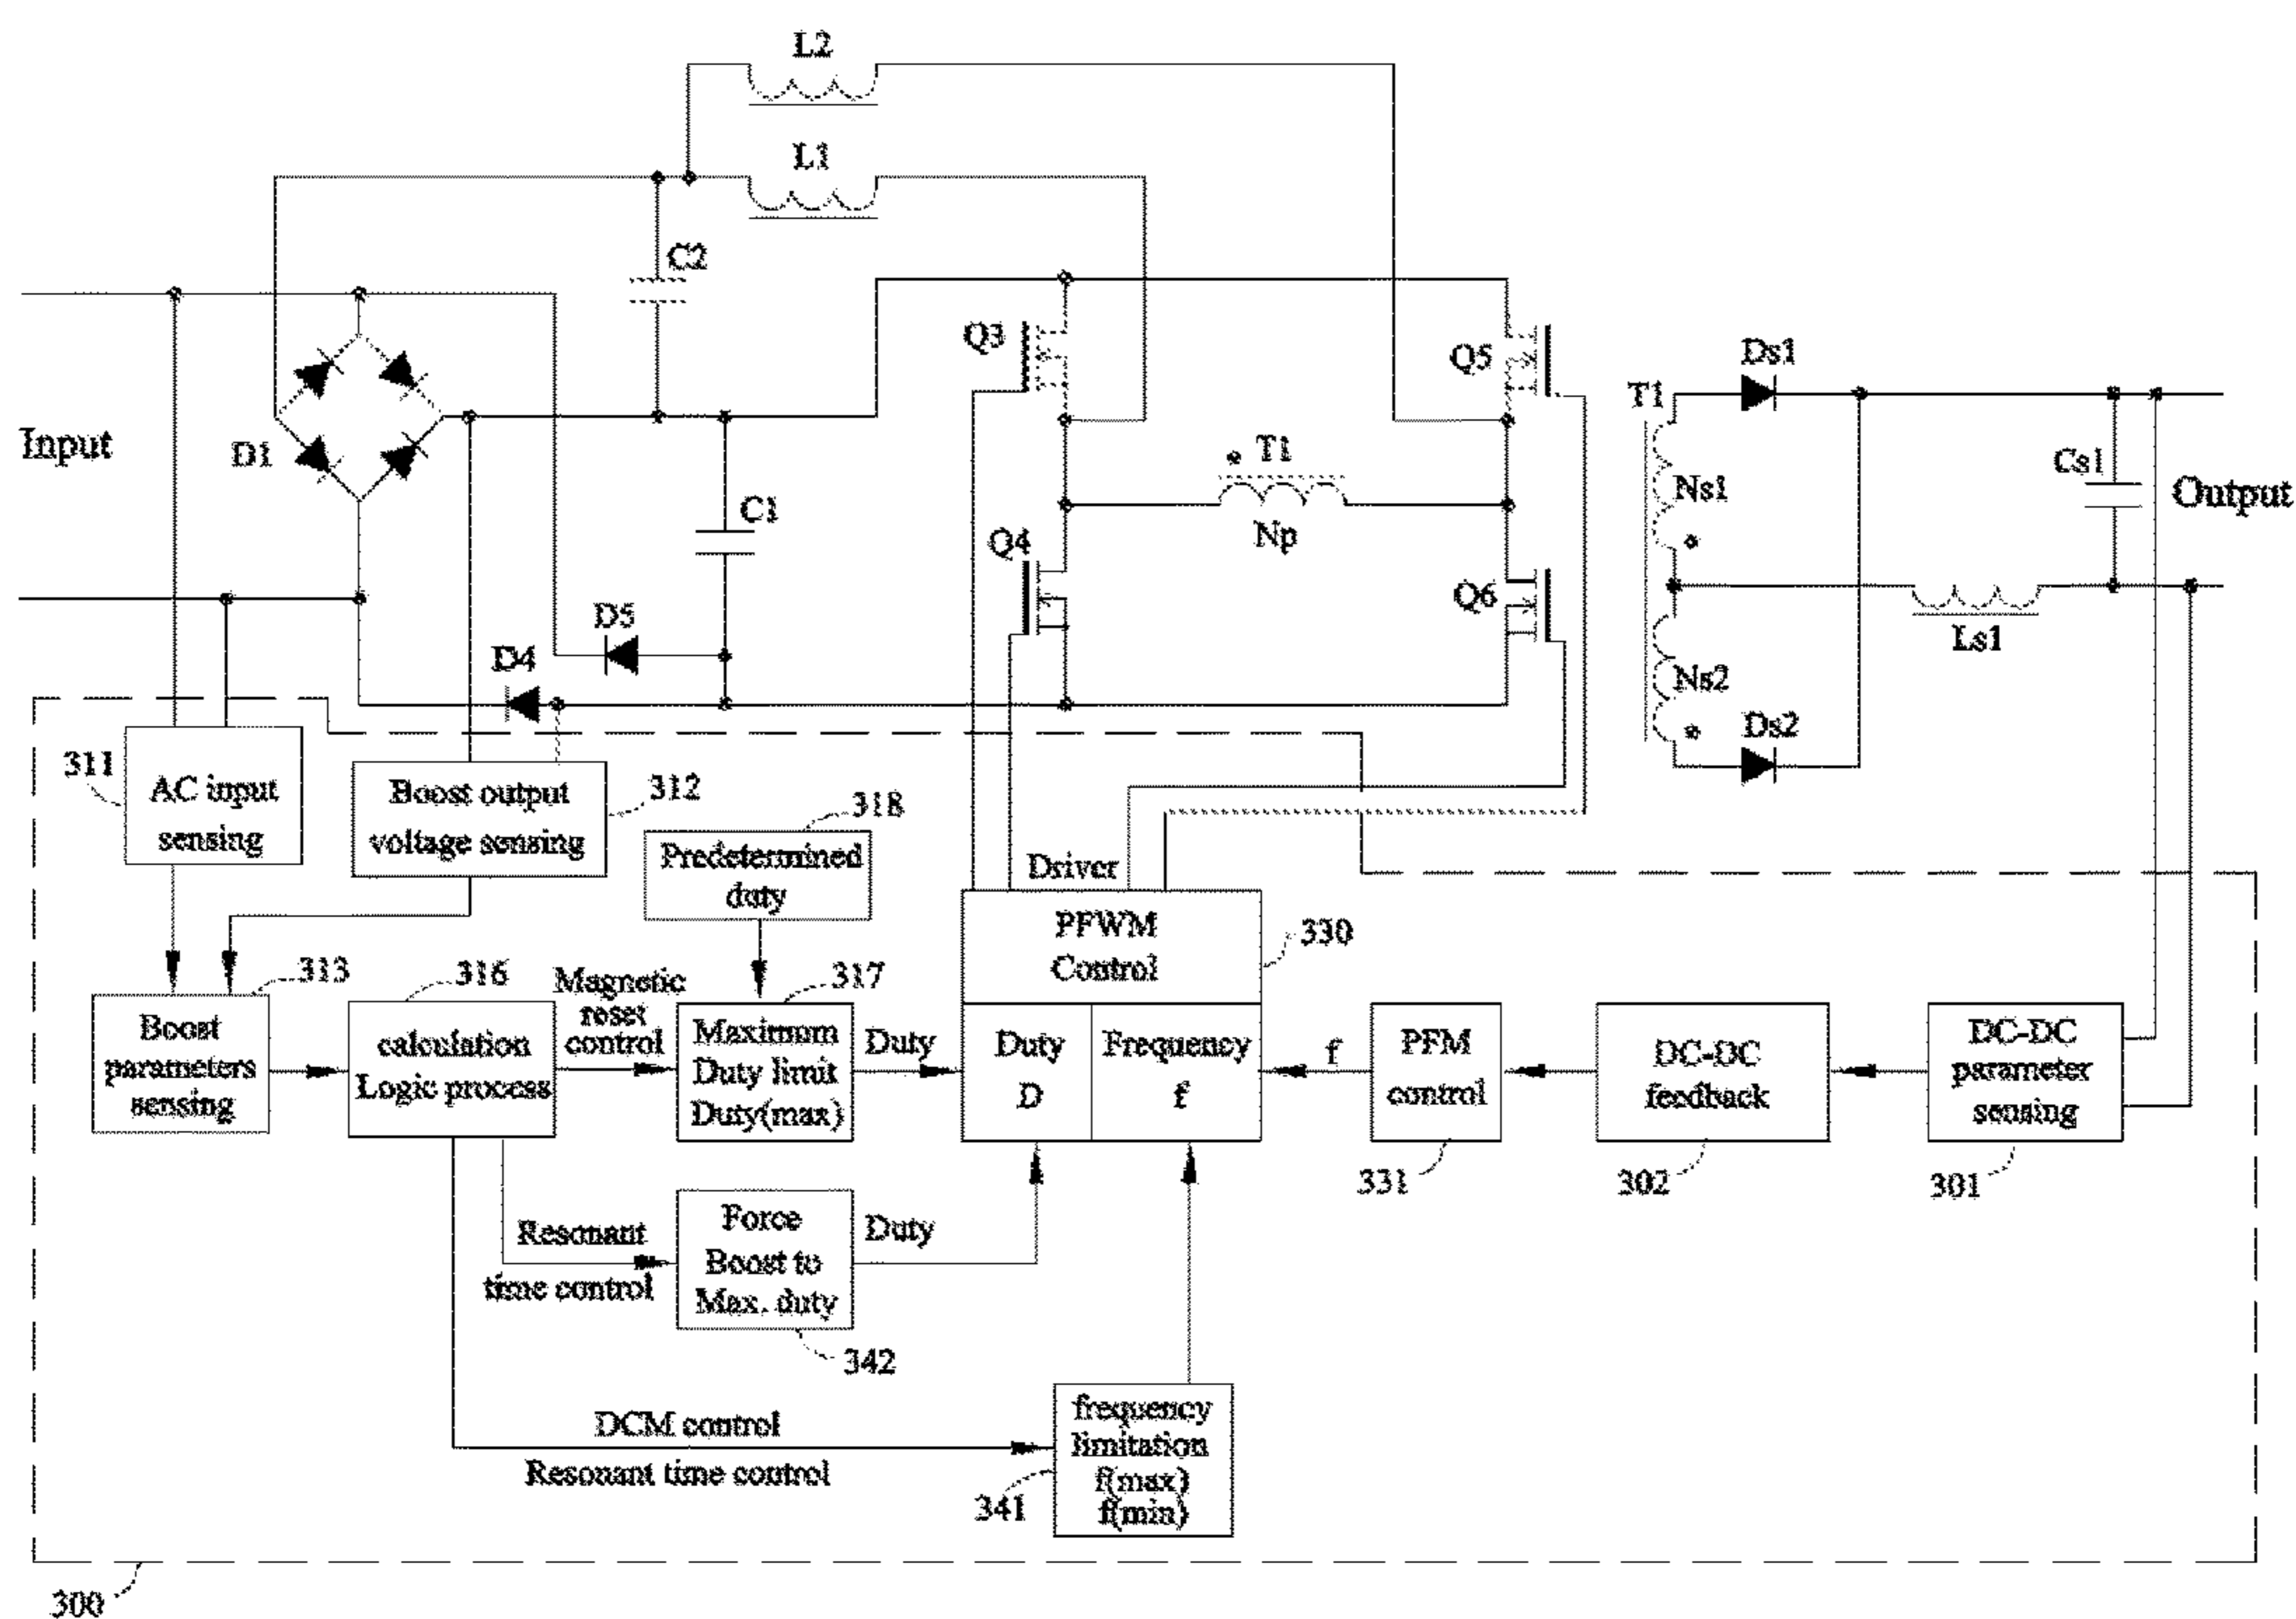 L2
L1
C2
Q3
Q5
Ds1
T1
Input
D1
T1
Cs1
Ns1
Output
C1
Np
Q4
Q6
D5
Ls1
D4
Ns2
Ds2
311
AC input
sensing
Boost output
voltage sensing
312
318
Predetermined
duty
Driver
PFWM
Control
330
313
316
Magnetic
reset
control
317
Boost
parameters
sensing
calculation
Logic process
Maximum
Duty limit
Duty(max)
Duty
Duty
D
Frequency
f
f
PFM
control
DC-DC
feedback
DC-DC
parameter
sensing
331
302
301
Resonant
time control
Force
Boost to
Max. duty
Duty
342
DCM control
Resonant time control
frequency
limitation
f(max)
f(min)
341
300